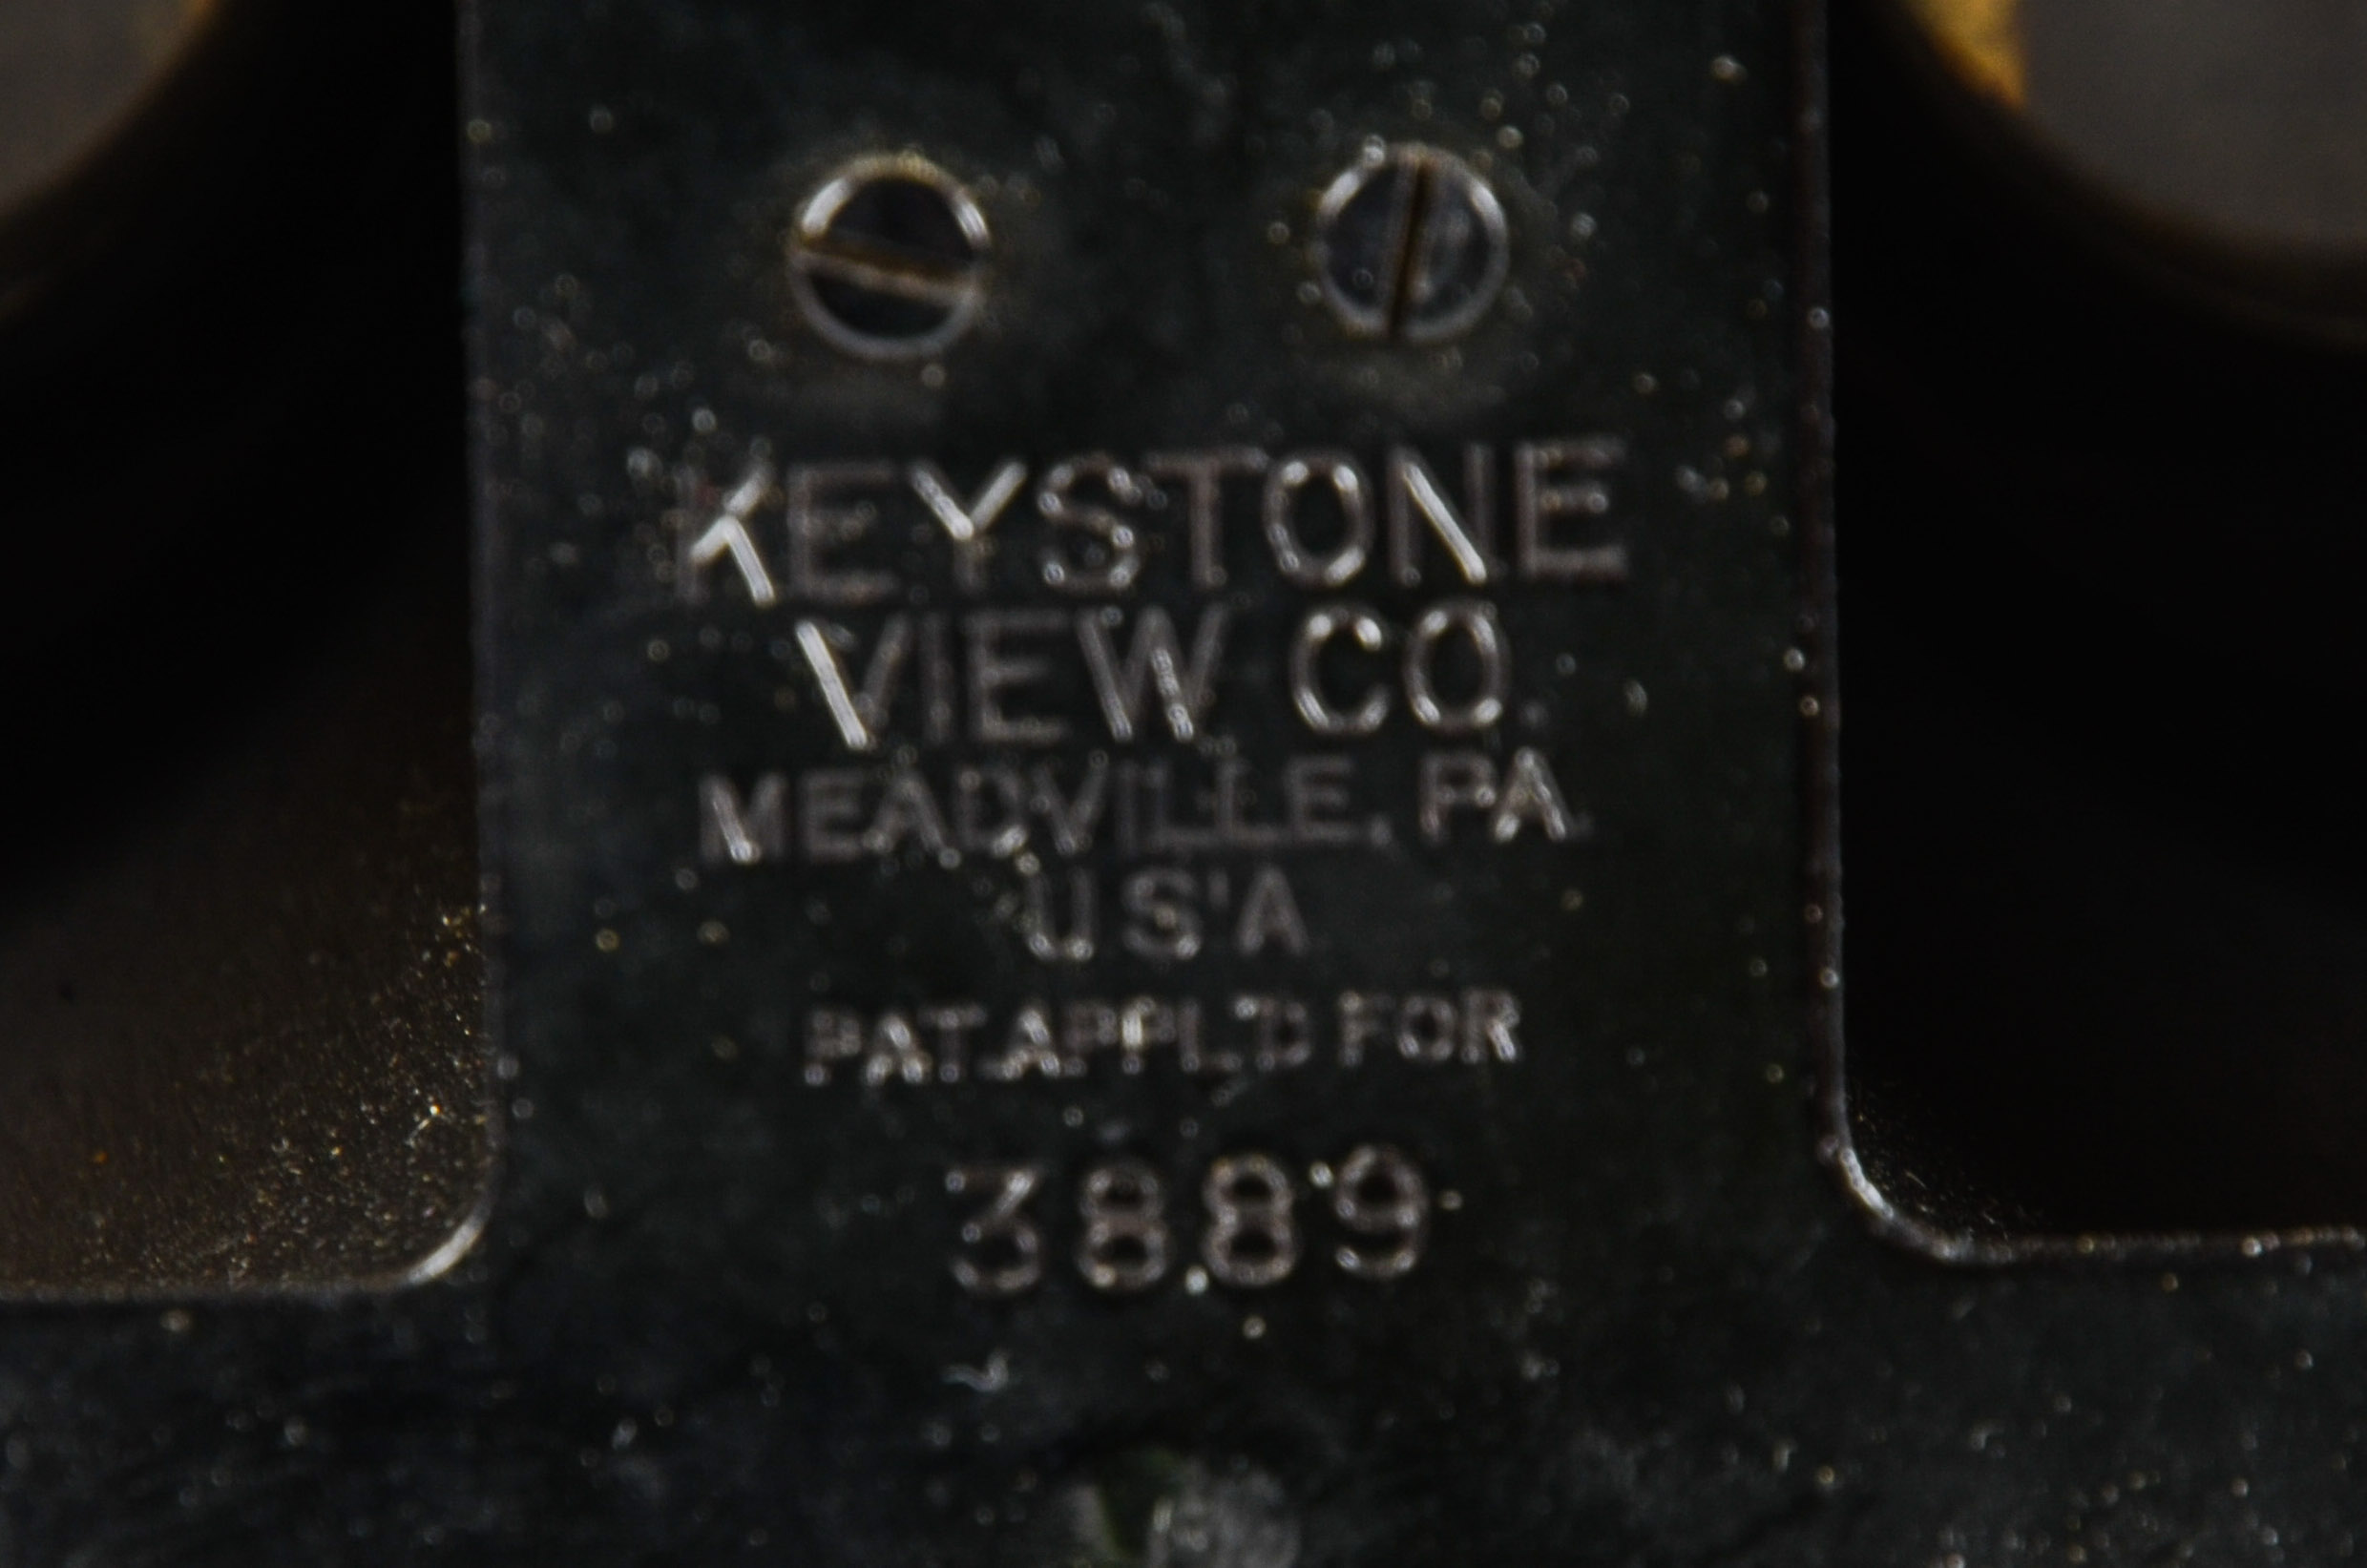 KEYSTONE
VIEW CO.
MEADVILLE, PA.
U S'A
PAT.APPL'D FOR
3889